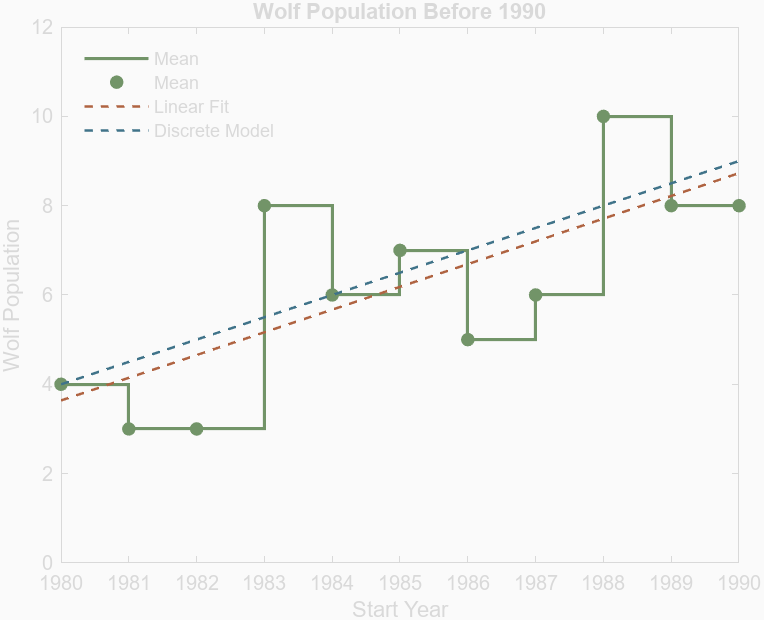 Wolf Population Before 1990
12
10
8
6
4
2
0
Wolf Population
Mean
Mean
Linear Fit
Discrete Model
1980 1981 1982 1983 1984 1985 1986 1987 1988 1989 1990
Start Year